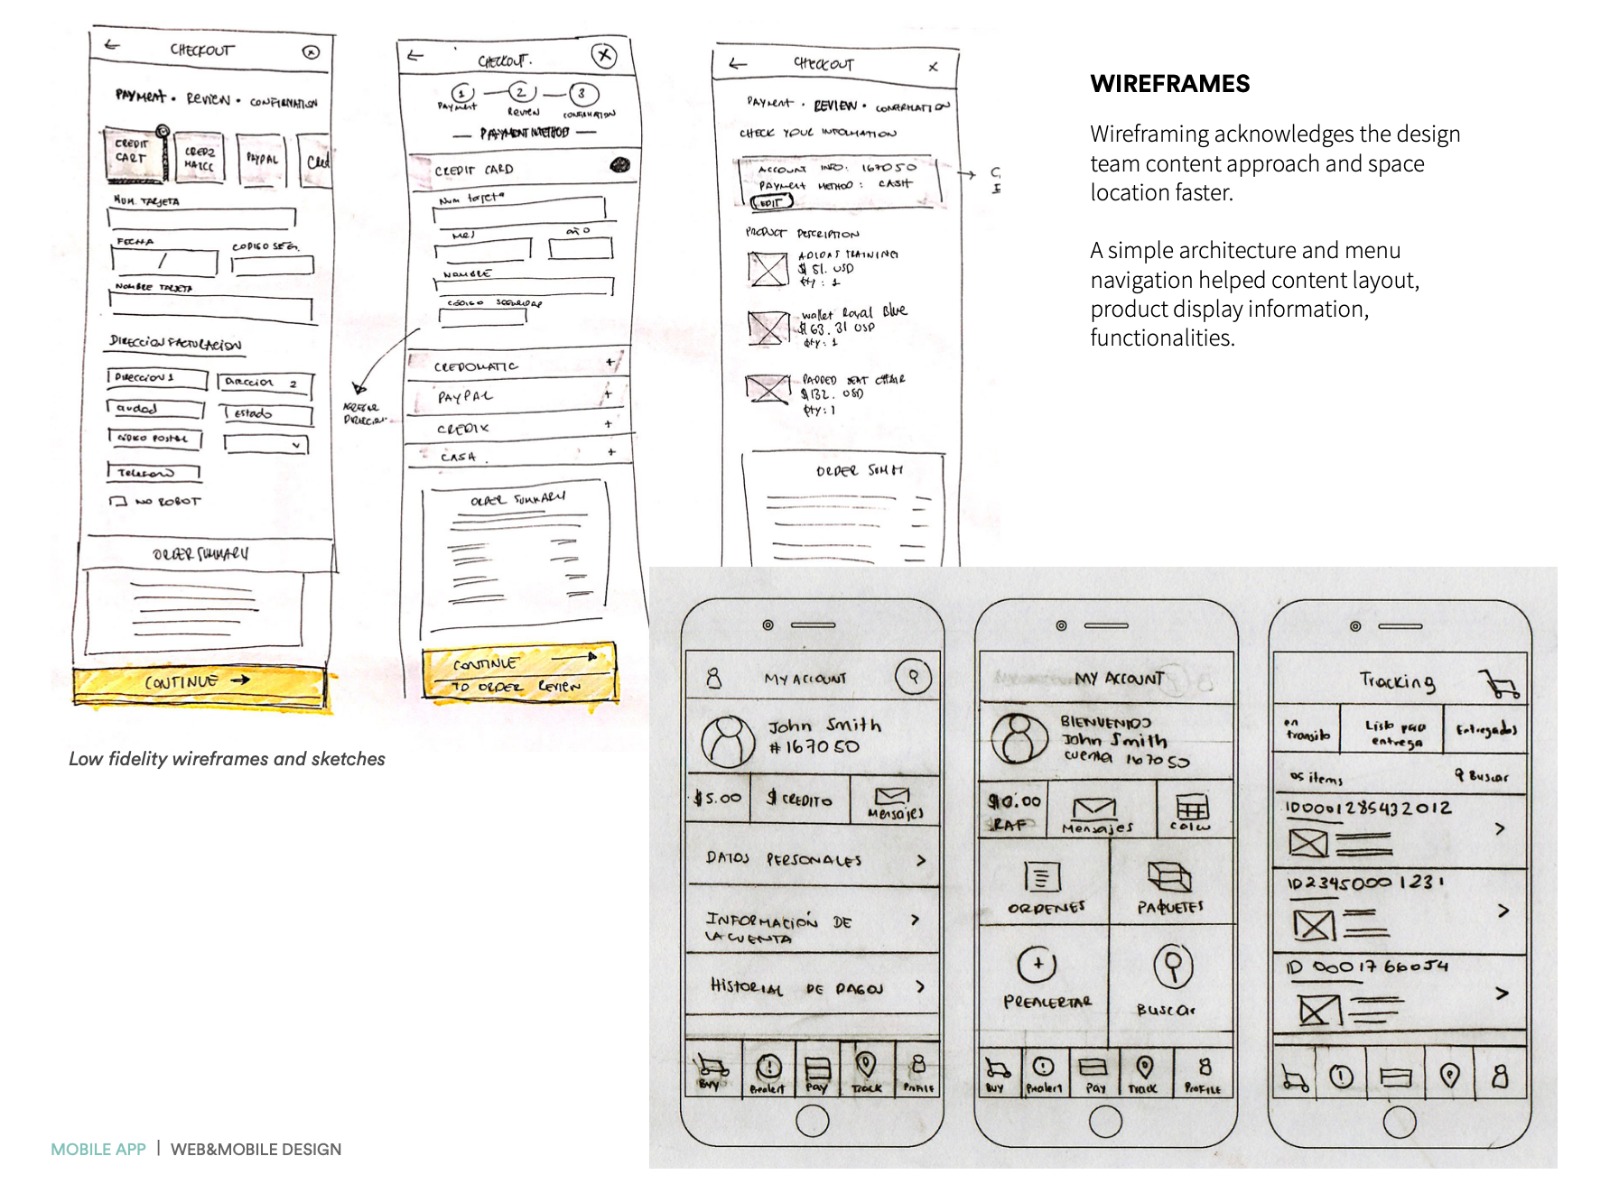 CHECKOUT
PAYMENT • REVIEW • CONFIRMATION
CREDIT
CART
PAYPAL
Cred
NUM. TARJETA
FECHA
/
CODIGO SEG.
NOMBRE TARJETA
DIRECCION FACTURACION
DIRECCION 1
DIRECCION 2
ciudad
Estado
CODIGO POSTAL
TELEFONO
NO ROBOT
ORDER SUMMARY
CONTINUE →
CHECKOUT.
1
2
3
PAYMENT
REVIEW
CONFIRMATION
PAYMENT METHOD
CREDIT CARD
Num tarjeta
MES
año
NOMBRE
CODIGO SEGURIDAD
CREDOMATIC +
PAYPAL +
CREDIX +
CASH. +
AGREGAR
DIRECCION
ORDER SUMMARY
CONTINUE
TO ORDER REVIEW
CHECKOUT
PAYMENT • REVIEW • CONFIRMATION
CHECK YOUR INFORMATION
ACCOUNT INFO: 167050
PAYMENT METHOD: CASH
EDIT
PRODUCT DESCRIPTION
ADIDAS TRAINING
$ 51. USD
qty: 1
wallet Royal Blue
$ 63.31 USD
qty: 1
PADDED SEAT CHAIR
$ 132. USD
qty: 1
ORDER SUMM
WIREFRAMES
Wireframing acknowledges the design
team content approach and space
location faster.
A simple architecture and menu
navigation helped content layout,
product display information,
functionalities.
Low fidelity wireframes and sketches
MY ACCOUNT
John Smith
#167050
$5.00
$ CREDITO
Mensajes
DATOS PERSONALES >
INFORMACIÓN DE
LA CUENTA >
HISTORIAL DE PAGOS >
Buy
Prealert
Pay
TRACK
PROFILE
MY ACCOUNT
BIENVENIDO
John Smith
cuenta 167050
$0.00
RAF
Mensajes
ORDENES
PAQUETES
PREALERTAR
Buscar
BUY
Prealert
Pay
Track
PROFILE
Tracking
en
transito
Listo para
entrega
Entregados
05 items
Buscar
ID0001285432012
ID23450001231
ID 0001766054
MOBILE APP | WEB&MOBILE DESIGN